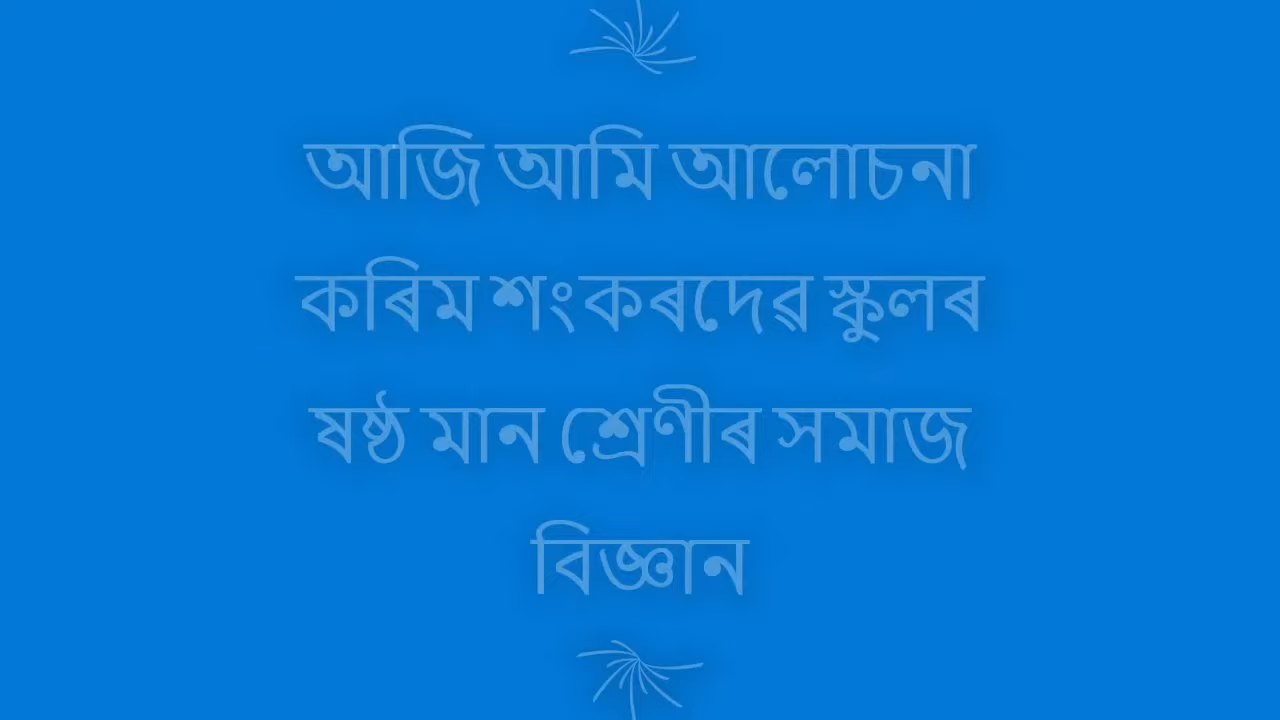 আজি আমি আলোচনা
কৰিম শংকৰদেৱ স্কুলৰ
ষষ্ঠ মান শ্ৰেণীৰ সমাজ
বিজ্ঞান